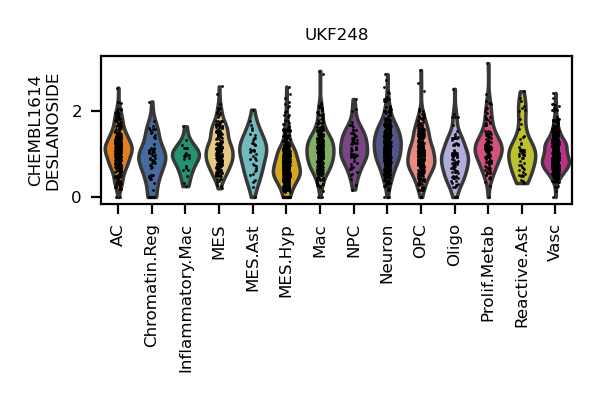 UKF248
CHEMBL1614
DESLANOSIDE
2
0
AC
Chromatin.Reg
Inflammatory.Mac
MES
MES.Ast
MES.Hyp
Mac
NPC
Neuron
OPC
Oligo
Prolif.Metab
Reactive.Ast
Vasc